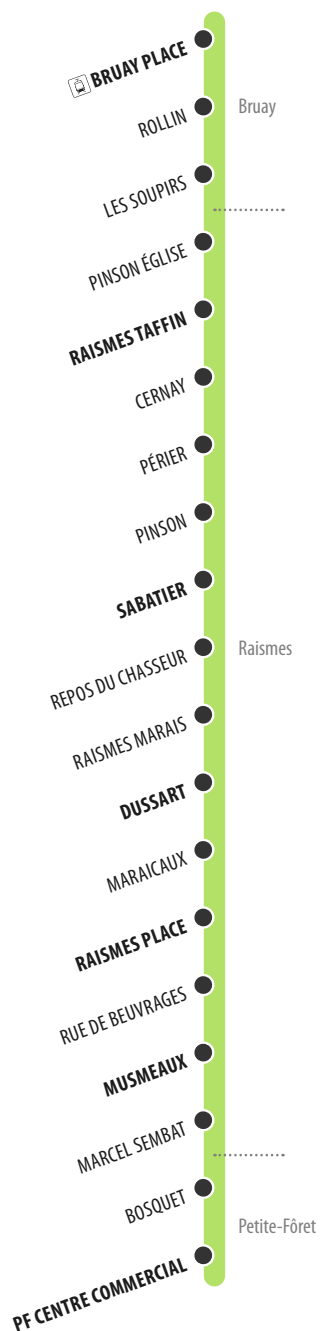 BRUAY PLACE
ROLLIN
Bruay
LES SOUPIRS
PINSON ÉGLISE
RAISMES TAFFIN
CERNAY
PÉRIER
PINSON
SABATIER
REPOS DU CHASSEUR
Raismes
RAISMES MARAIS
DUSSART
MARAICAUX
RAISMES PLACE
RUE DE BEUVRAGES
MUSMEAUX
MARCEL SEMBAT
BOSQUET
Petite-Fôret
PF CENTRE COMMERCIAL